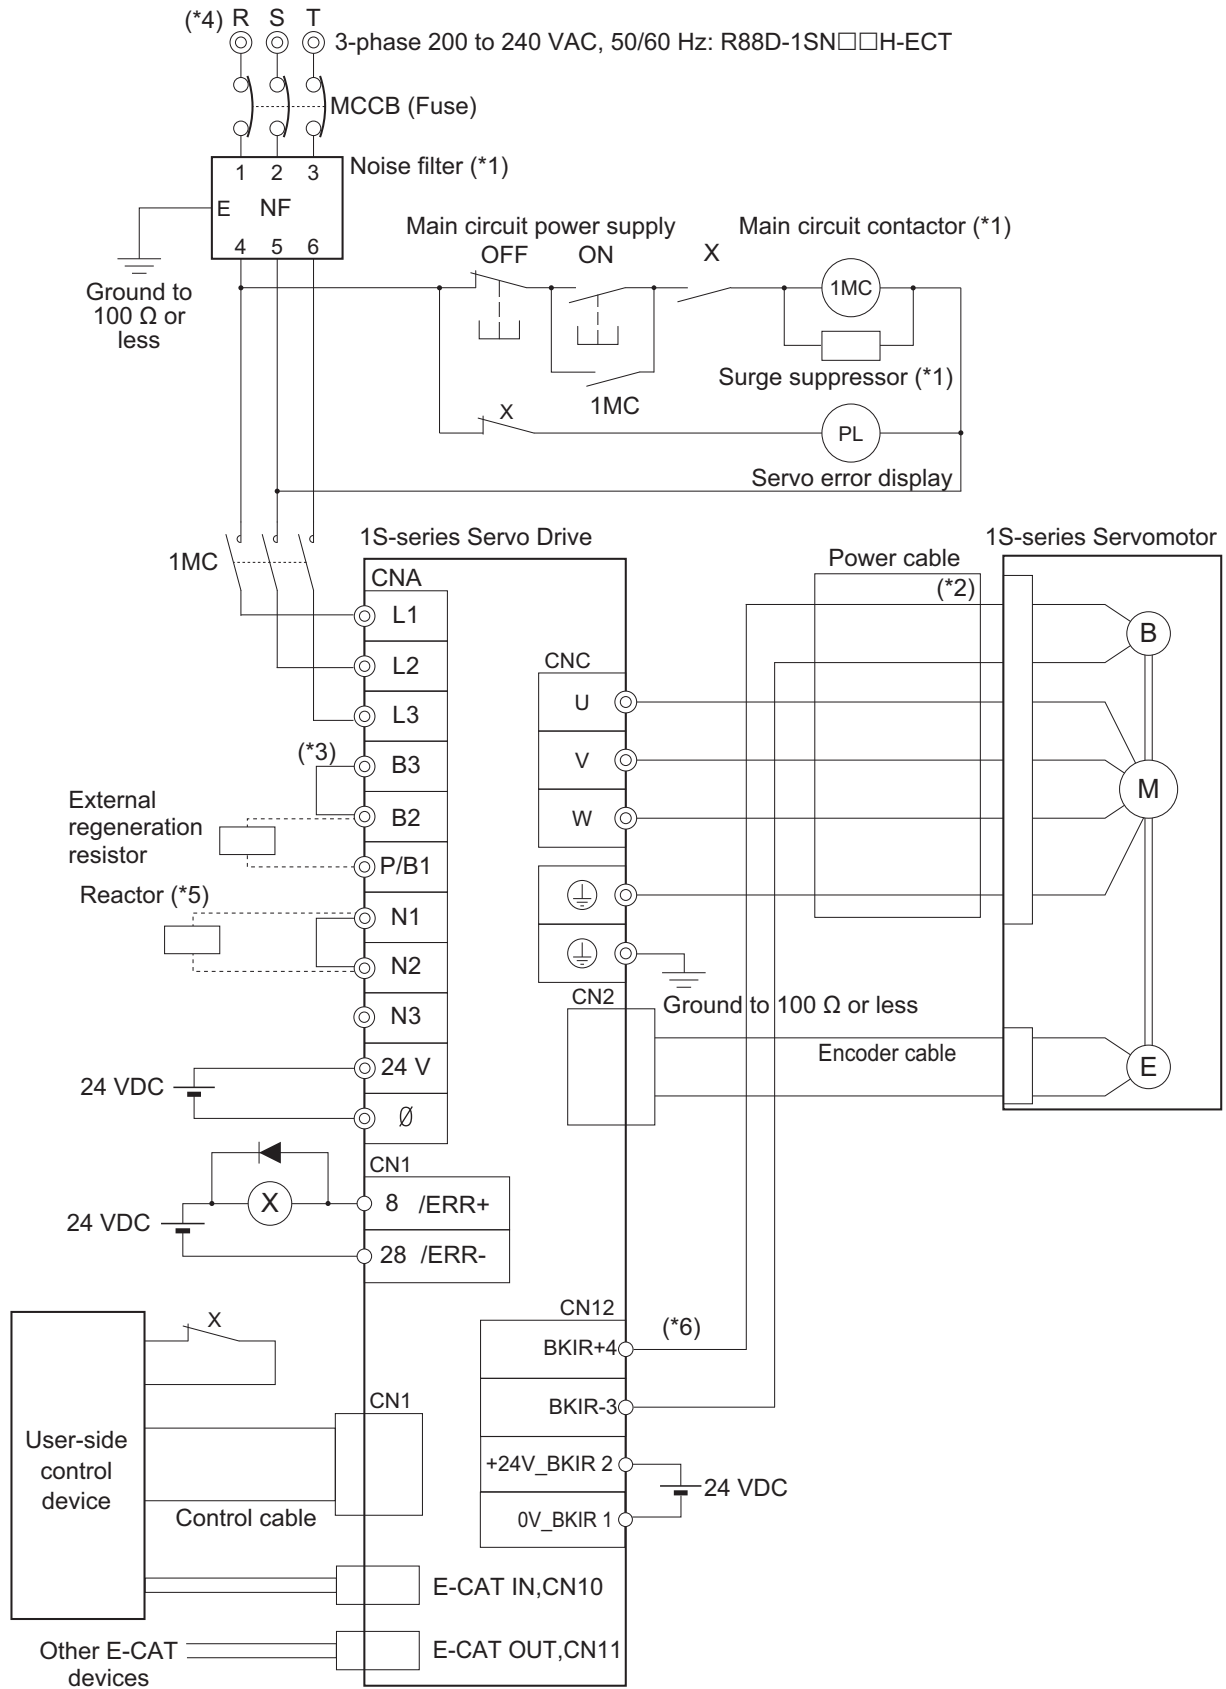 (*4) R S T
3-phase 200 to 240 VAC, 50/60 Hz: R88D-1SN□□H-ECT
MCCB (Fuse)
Noise filter (*1)
1 2 3
E NF
4 5 6
Ground to
100 Ω or
less
Main circuit power supply
OFF ON
X
Main circuit contactor (*1)
1MC
Surge suppressor (*1)
1MC
X
PL
Servo error display
1MC
1S-series Servo Drive
1S-series Servomotor
CNA
L1
L2
L3
(*3)
B3
B2
P/B1
External
regeneration
resistor
Reactor (*5)
N1
N2
N3
24 VDC
24 V
Ø
CNC
U
V
W
Power cable
(*2)
B
M
E
CN2
Ground to 100 Ω or less
Encoder cable
CN1
X
8 /ERR+
24 VDC
28 /ERR-
CN12
BKIR+4
(*6)
BKIR-3
+24V_BKIR 2
0V_BKIR 1
24 VDC
X
CN1
User-side
control
device
Control cable
E-CAT IN,CN10
Other E-CAT
devices
E-CAT OUT,CN11